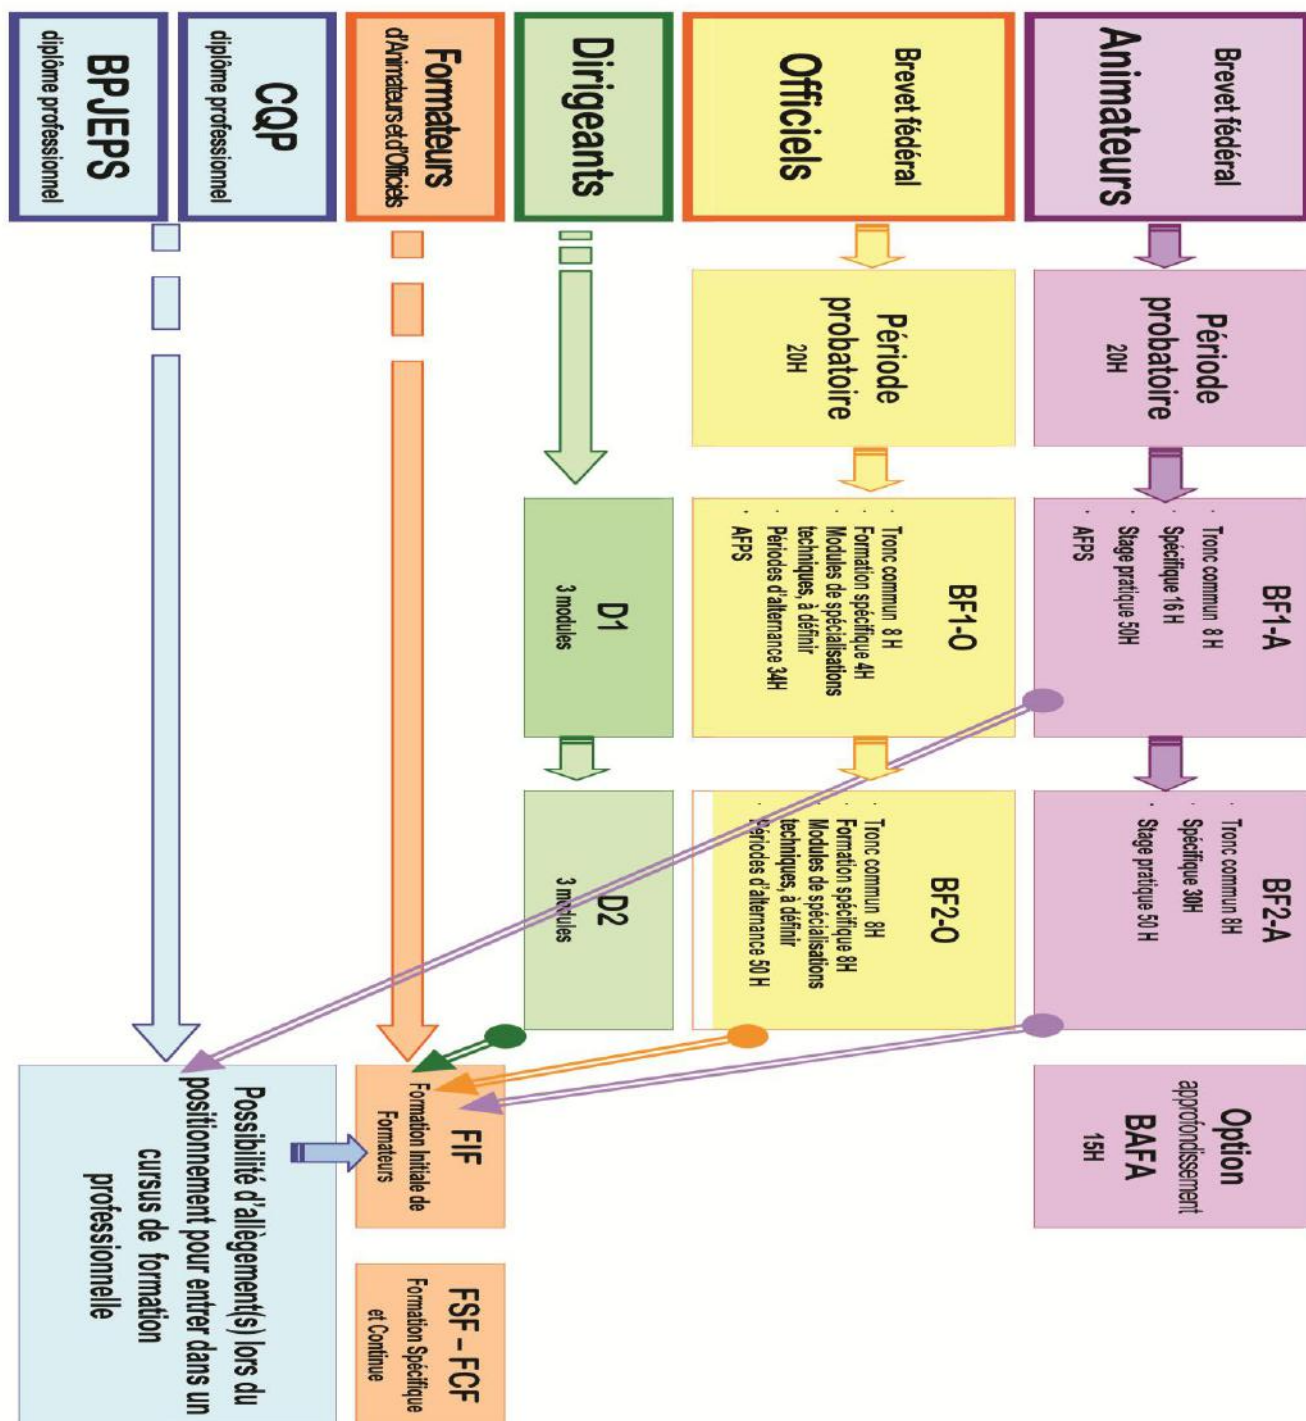 Brevet fédéral
Animateurs
Période
probatoire
20H
BF1-A
· Tronc commun 8 H
· Spécifique 16 H
· Stage pratique 50H
· AFPS
BF2-A
· Tronc commun 8H
· Spécifique 30H
· Stage pratique 50 H
Option
approfondissement
BAFA
15H
Brevet fédéral
Officiels
Période
probatoire
20H
BF1-O
· Tronc commun 8 H
· Formation spécifique 4H
· Modules de spécialisations
techniques, à définir
· Périodes d'alternance 34H
· AFPS
BF2-O
· Tronc commun 8H
· Formation spécifique 8H
· Modules de spécialisations
techniques, à définir
· Périodes d'alternance 50 H
Dirigeants
D1
3 modules
D2
3 modules
Formateurs
d'Animateurs et d'Officiels
FIF
Formation Initiale de
Formateurs
FSF – FCF
Formation Spécifique
et Continue
CQP
diplôme professionnel
BPJEPS
diplôme professionnel
Possibilité d'allègement(s) lors du
positionnement pour entrer dans un
cursus de formation
professionnelle